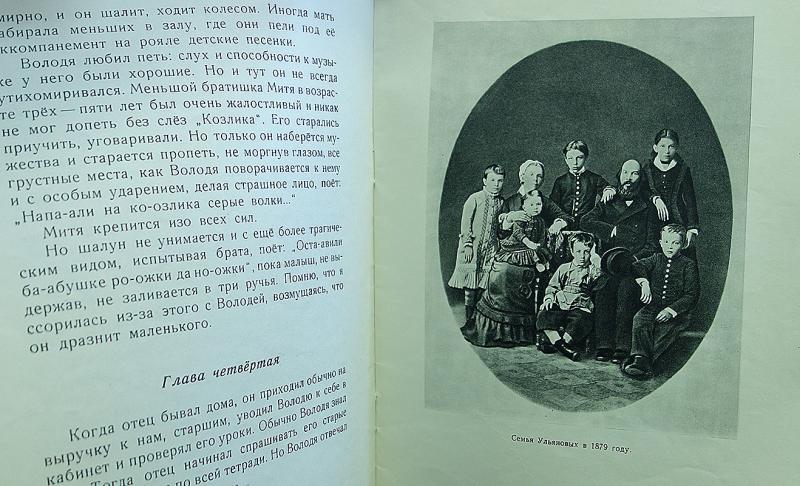 мирно, и он шалит, ходит колесом. Иногда мать
абирала меньших в залу, где они пели под её
ккомпанемент на рояле детские песенки.
Володя любил петь: слух и способности к музы-
ке у него были хорошие. Но и тут он не всегда
утихомиривался. Меньшой братишка Митя в возрас-
те трёх — пяти лет был очень жалостливый и никак
не мог допеть без слёз „Козлика“. Его старались
приучить, уговаривали. Но только он наберётся му-
жества и старается пропеть, не моргнув глазом, все
грустные места, как Володя поворачивается к нему
и с особым ударением, делая страшное лицо, поёт:
„Напа-али на ко-озлика серые волки...“
Митя крепится изо всех сил.
Но шалун не унимается и с ещё более трагиче-
ским видом, испытывая брата, поёт: „Оста-авили
ба-абушке ро-ожки да но-ожки“, пока малыш, не вы-
держав, не заливается в три ручья. Помню, что я
ссорилась из-за этого с Володей, возмущаясь, что
он дразнит маленького.
Глава четвёртая
Когда отец бывал дома, он приходил обычно на
выручку к нам, старшим, уводил Володю к себе в
кабинет и проверял его уроки. Обычно Володя знал
Тогда отец начинал спрашивать его старые
по всей тетради. Но Володя отвечал
Семья Ульяновых в 1879 году.